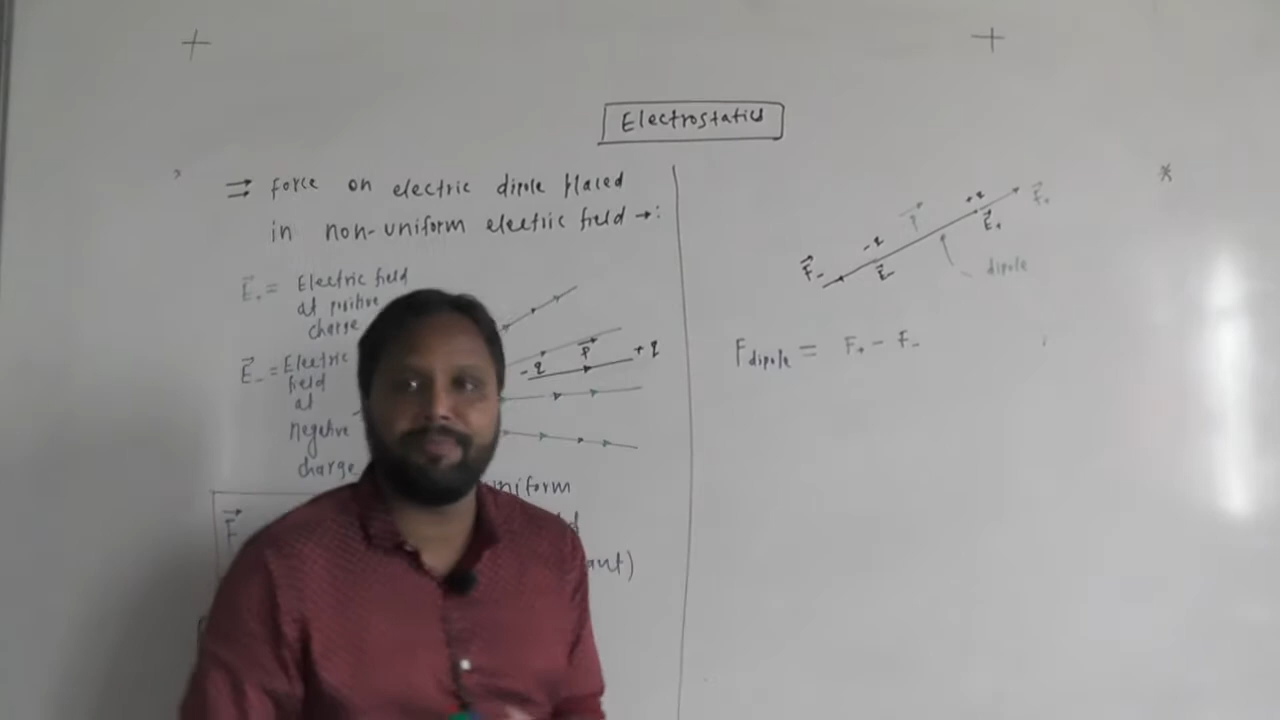 Electrostatics
⇒ Force on electric dipole placed
in non-uniform electric field →:
E⃗₊ = Electric field
at positive
charge
E⃗₋ = Electric
field
at
negative
charge
F⃗
-q P⃗ +q
uniform
ant)
F⃗₋ -q E⃗₋ P⃗ +q E⃗₊ F⃗₊
dipole
F dipole = F₊ - F₋